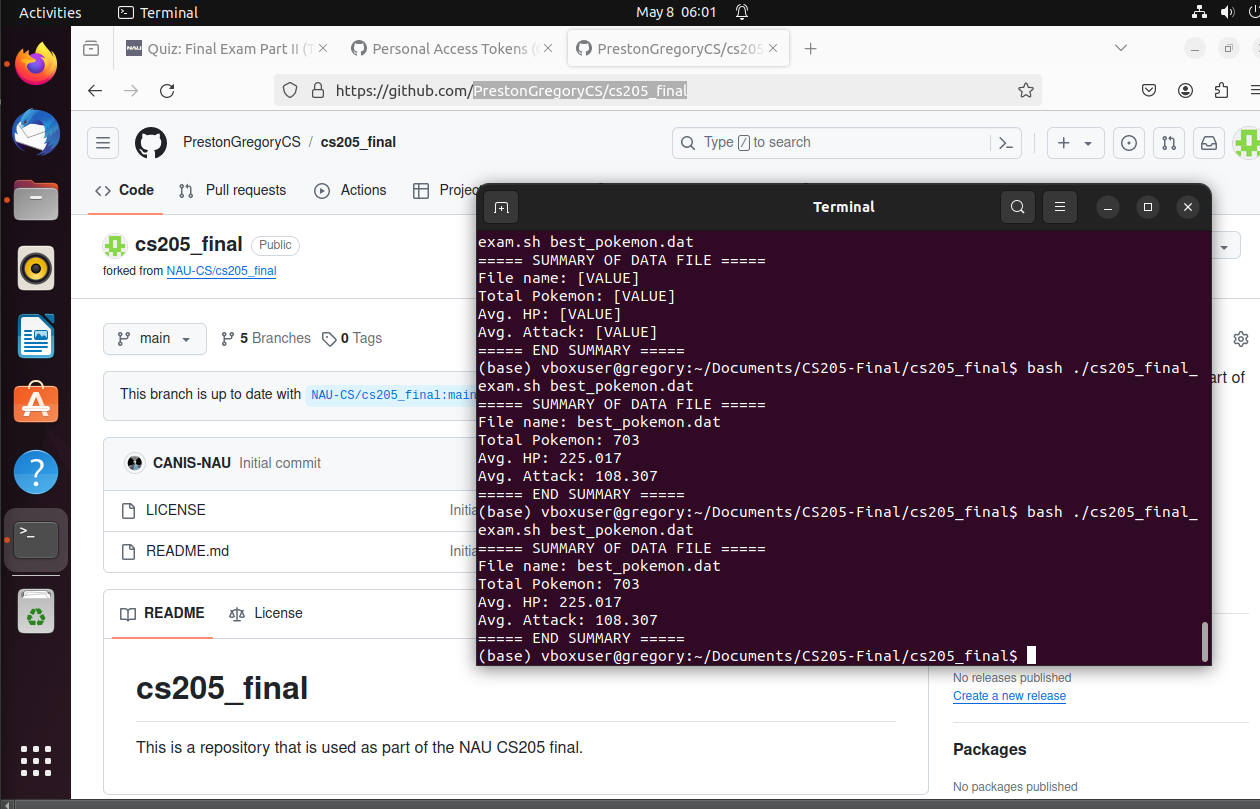 Activities
Terminal
May 8 06:01
NAU
Quiz: Final Exam Part II (T
Personal Access Tokens (
PrestonGregoryCS/cs205
https://github.com/PrestonGregoryCS/cs205_final
PrestonGregoryCS / cs205_final
Type / to search
Code
Pull requests
Actions
Projec
Terminal
cs205_final
Public
forked from NAU-CS/cs205_final
main
5 Branches
0 Tags
This branch is up to date with NAU-CS/cs205_final:main
art of
CANIS-NAU Initial commit
LICENSE
Initia
README.md
Initia
README
License
cs205_final
This is a repository that is used as part of the NAU CS205 final.
exam.sh best_pokemon.dat
===== SUMMARY OF DATA FILE =====
File name: [VALUE]
Total Pokemon: [VALUE]
Avg. HP: [VALUE]
Avg. Attack: [VALUE]
===== END SUMMARY =====
(base) vboxuser@gregory:~/Documents/CS205-Final/cs205_final$ bash ./cs205_final_
exam.sh best_pokemon.dat
===== SUMMARY OF DATA FILE =====
File name: best_pokemon.dat
Total Pokemon: 703
Avg. HP: 225.017
Avg. Attack: 108.307
===== END SUMMARY =====
(base) vboxuser@gregory:~/Documents/CS205-Final/cs205_final$ bash ./cs205_final_
exam.sh best_pokemon.dat
===== SUMMARY OF DATA FILE =====
File name: best_pokemon.dat
Total Pokemon: 703
Avg. HP: 225.017
Avg. Attack: 108.307
===== END SUMMARY =====
(base) vboxuser@gregory:~/Documents/CS205-Final/cs205_final$
No releases published
Create a new release
Packages
No packages published